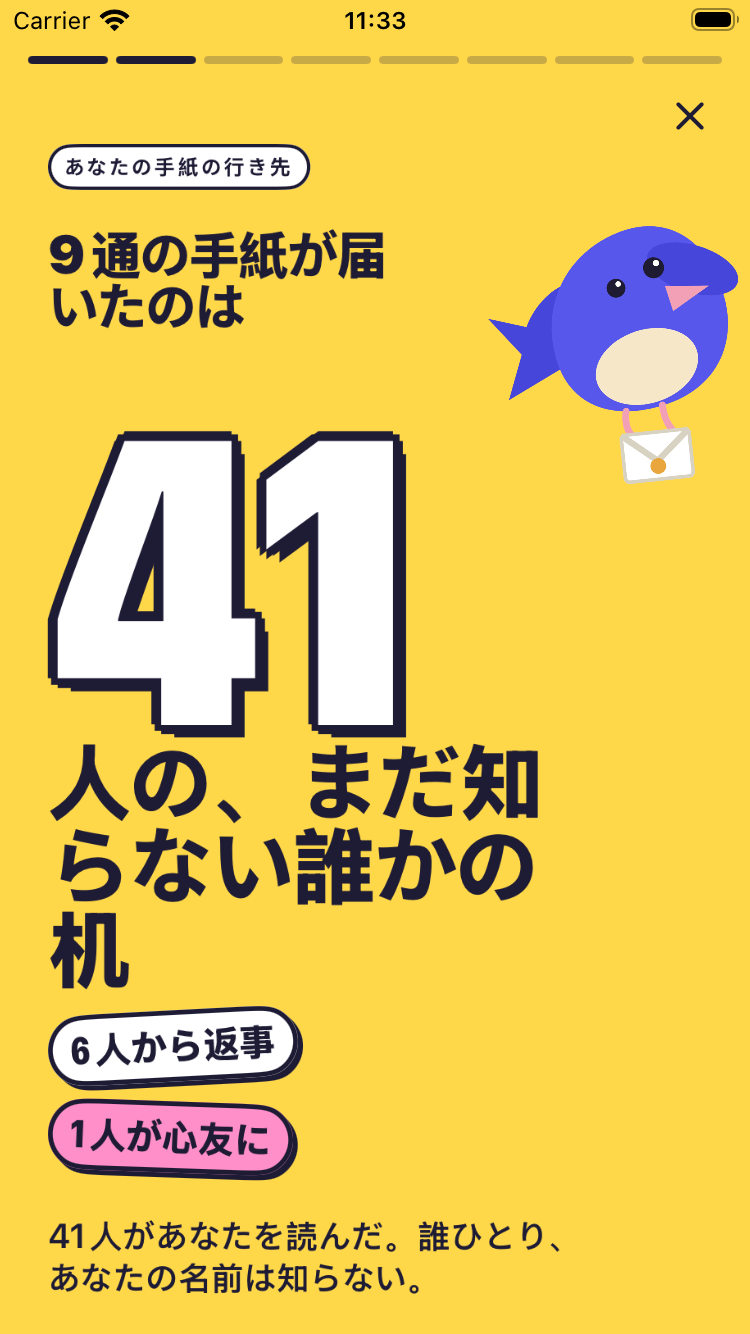 Carrier
11:33
あなたの手紙の行き先
9通の手紙が届
いたのは
41
人の、まだ知
らない誰かの
机
6人から返事
1人が心友に
41人があなたを読んだ。誰ひとり、
あなたの名前は知らない。